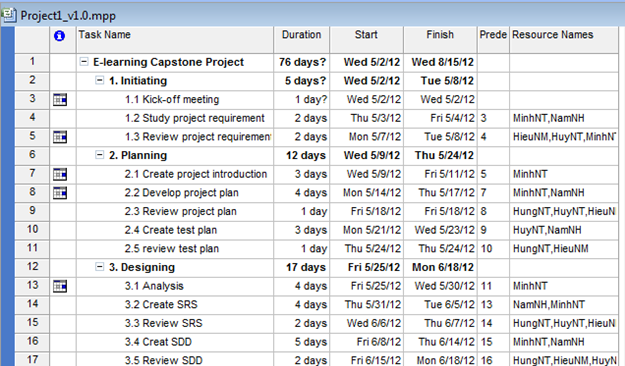 Project1_v1.0.mpp
Task Name Duration Start Finish Prede Resource Names
1 E-learning Capstone Project 76 days? Wed 5/2/12 Wed 8/15/12
2 1. Initiating 5 days? Wed 5/2/12 Tue 5/8/12
3 1.1 Kick-off meeting 1 day? Wed 5/2/12 Wed 5/2/12
4 1.2 Study project requirement 2 days Thu 5/3/12 Fri 5/4/12 3 MinhNT,NamNH
5 1.3 Review project requirement 2 days Mon 5/7/12 Tue 5/8/12 4 HieuNM,HuyNT,MinhN
6 2. Planning 12 days Wed 5/9/12 Thu 5/24/12
7 2.1 Create project introduction 3 days Wed 5/9/12 Fri 5/11/12 5 MinhNT
8 2.2 Develop project plan 4 days Mon 5/14/12 Thu 5/17/12 7 MinhNT,NamNH
9 2.3 Review project plan 1 day Fri 5/18/12 Fri 5/18/12 8 HungNT,HuyNT,HieuN
10 2.4 Create test plan 3 days Mon 5/21/12 Wed 5/23/12 9 HuyNT,NamNH
11 2.5 review test plan 1 day Thu 5/24/12 Thu 5/24/12 10 HungNT,HieuNM
12 3. Designing 17 days Fri 5/25/12 Mon 6/18/12
13 3.1 Analysis 4 days Fri 5/25/12 Wed 5/30/12 11 MinhNT
14 3.2 Create SRS 4 days Thu 5/31/12 Tue 6/5/12 13 NamNH,MinhNT
15 3.3 Review SRS 2 days Wed 6/6/12 Thu 6/7/12 14 HungNT,HuyNT,HieuN
16 3.4 Creat SDD 5 days Fri 6/8/12 Thu 6/14/12 15 MinhNT,NamNH
17 3.5 Review SDD 2 days Fri 6/15/12 Mon 6/18/12 16 HungNT,HieuNM,HuyN